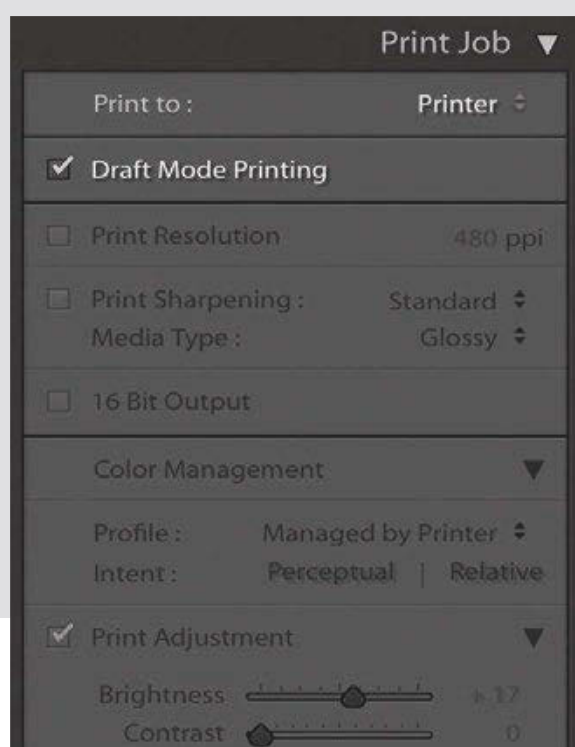 Print Job
Print to : Printer
Draft Mode Printing
Print Resolution 480 ppi
Print Sharpening : Standard
Media Type : Glossy
16 Bit Output
Color Management
Profile : Managed by Printer
Intent : Perceptual | Relative
Print Adjustment
Brightness + 17
Contrast 0